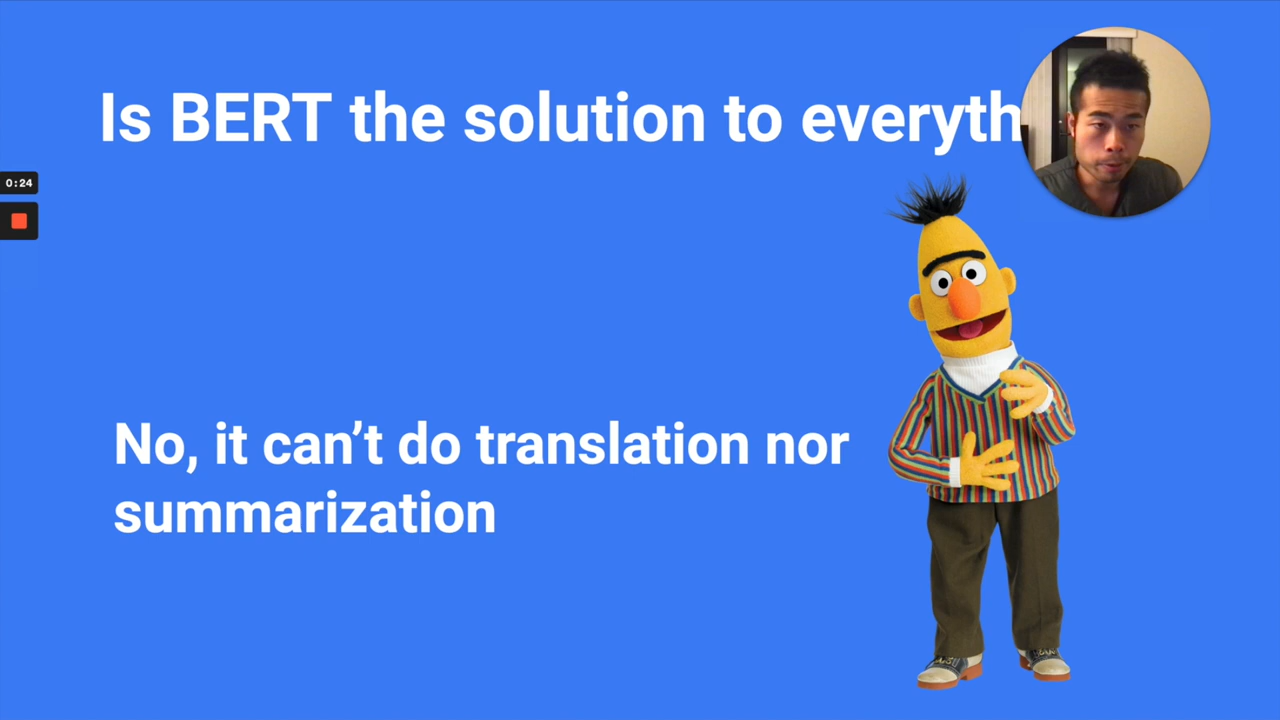 Is BERT the solution to everyth
0:24
No, it can’t do translation nor
summarization